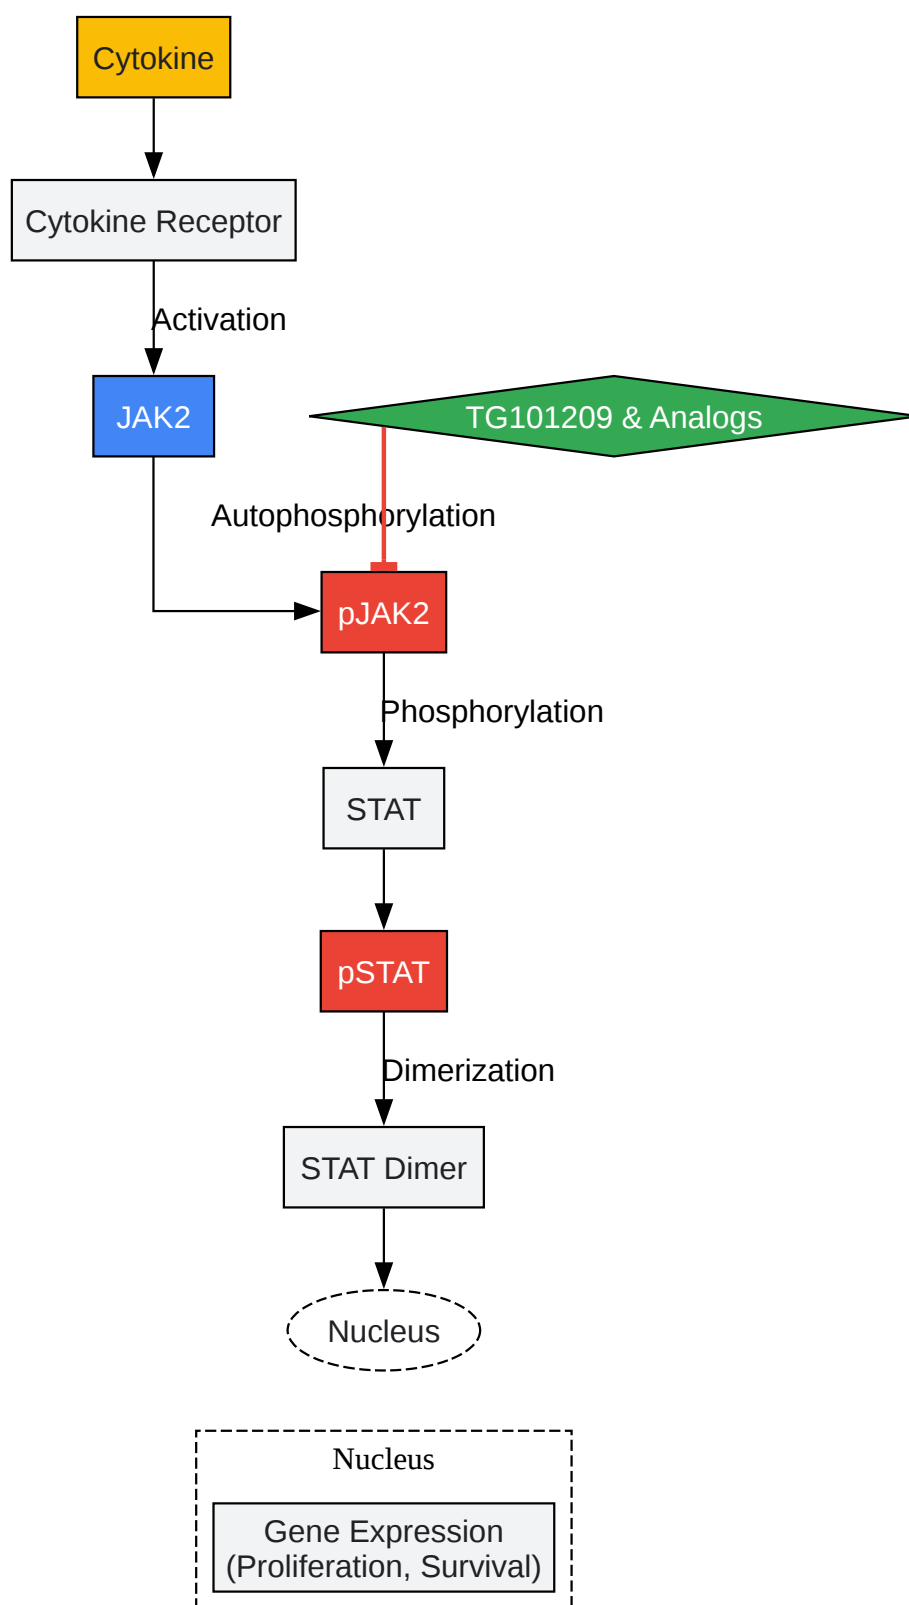 Cytokine
Cytokine Receptor
Activation
JAK2
TG101209 & Analogs
Autophosphorylation
pJAK2
Phosphorylation
STAT
pSTAT
Dimerization
STAT Dimer
Nucleus
Nucleus
Gene Expression
(Proliferation, Survival)